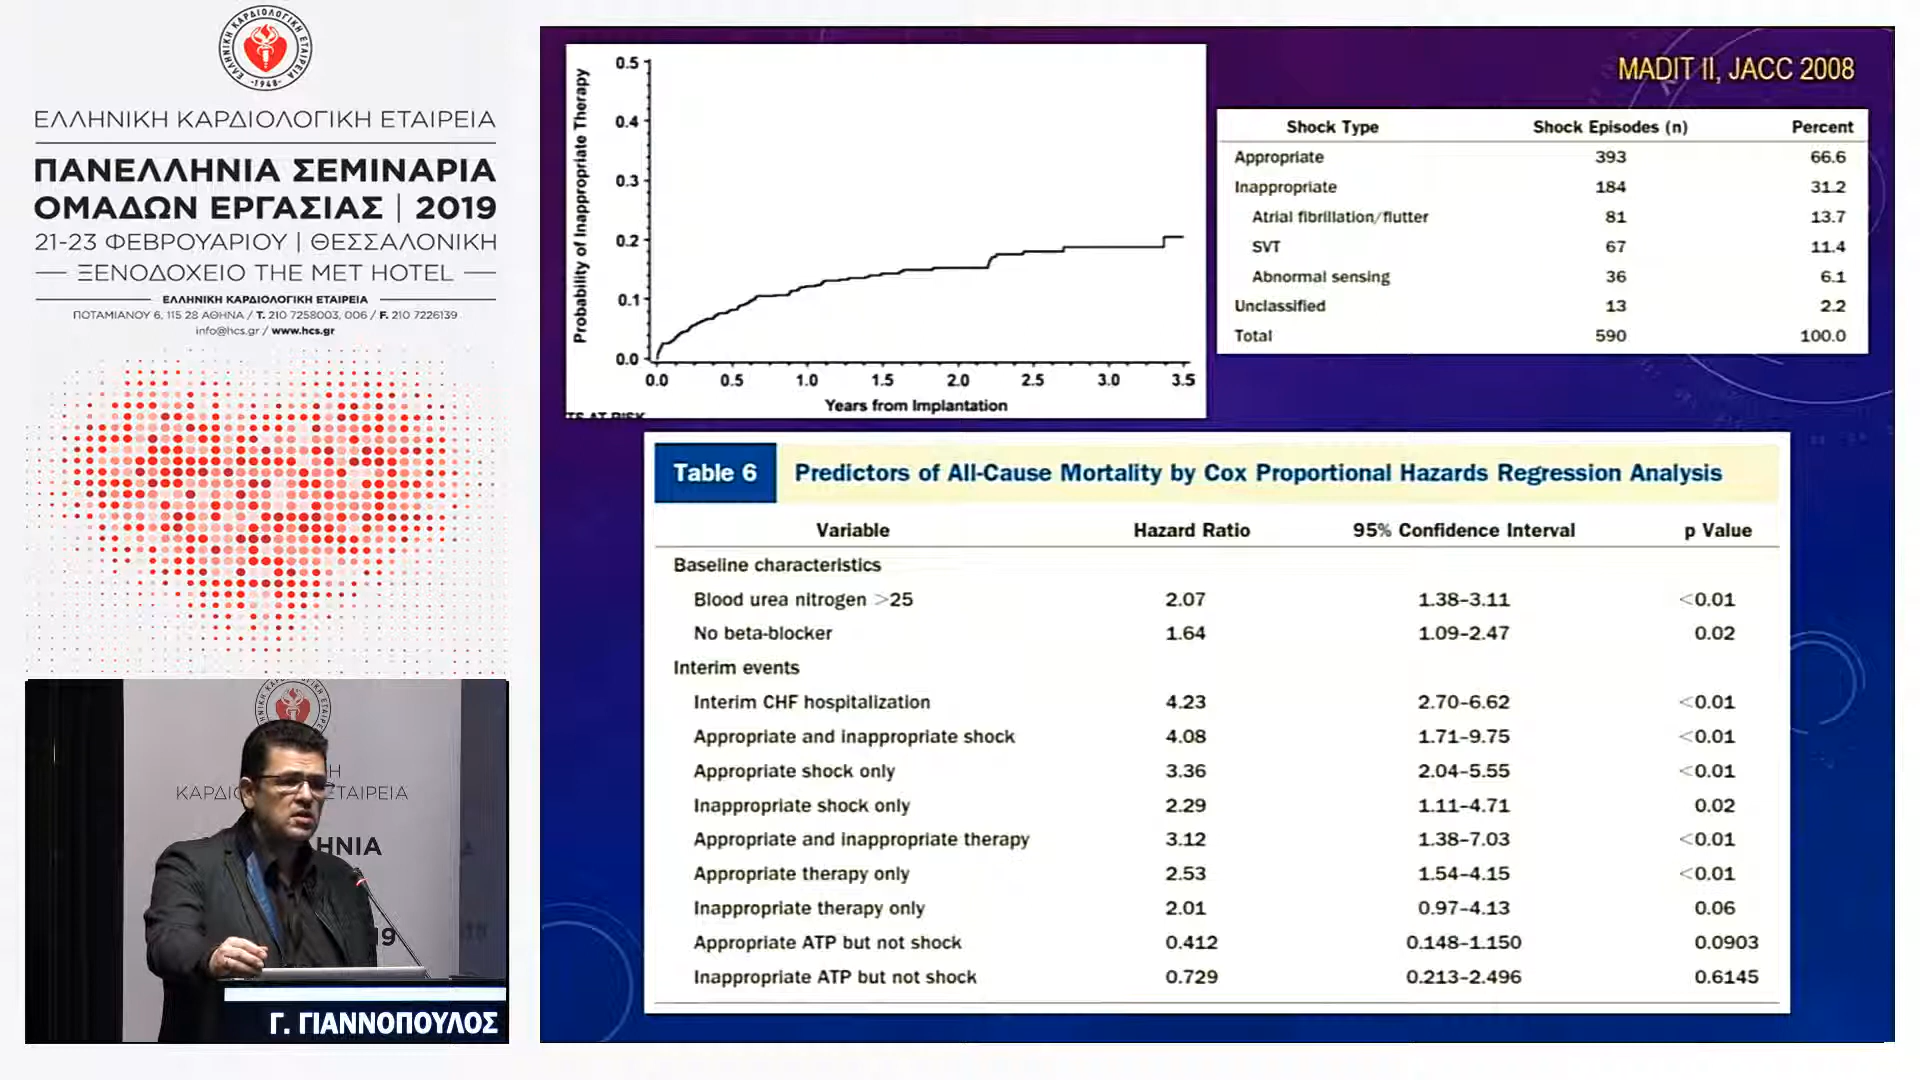 ΕΛΛΗΝΙΚΗ ΚΑΡΔΙΟΛΟΓΙΚΗ ΕΤΑΙΡΕΙΑ
·1948·
ΕΛΛΗΝΙΚΗ ΚΑΡΔΙΟΛΟΓΙΚΗ ΕΤΑΙΡΕΙΑ
ΠΑΝΕΛΛΗΝΙΑ ΣΕΜΙΝΑΡΙΑ
ΟΜΑΔΩΝ ΕΡΓΑΣΙΑΣ | 2019
21-23 ΦΕΒΡΟΥΑΡΙΟΥ | ΘΕΣΣΑΛΟΝΙΚΗ
ΞΕΝΟΔΟΧΕΙΟ THE MET HOTEL
ΕΛΛΗΝΙΚΗ ΚΑΡΔΙΟΛΟΓΙΚΗ ΕΤΑΙΡΕΙΑ
ΠΟΤΑΜΙΑΝΟΥ 6, 115 28 ΑΘΗΝΑ / T. 210 7258003, 006 / F. 210 7226139
info@hcs.gr / www.hcs.gr
Η
ΚΑΡΔΙΟ ΕΤΑΙΡΕΙΑ
ΗΝΙΑ
19
Γ. ΓΙΑΝΝΟΠΟΥΛΟΣ
MADIT II, JACC 2008
Probability of Inappropriate Therapy
0.5
0.4
0.3
0.2
0.1
0.0
0.0 0.5 1.0 1.5 2.0 2.5 3.0 3.5
Years from Implantation
TS AT RISK
Shock Type Shock Episodes (n) Percent
Appropriate 393 66.6
Inappropriate 184 31.2
Atrial fibrillation/flutter 81 13.7
SVT 67 11.4
Abnormal sensing 36 6.1
Unclassified 13 2.2
Total 590 100.0
Table 6 Predictors of All-Cause Mortality by Cox Proportional Hazards Regression Analysis
Variable Hazard Ratio 95% Confidence Interval p Value
Baseline characteristics
Blood urea nitrogen >25 2.07 1.38–3.11 <0.01
No beta-blocker 1.64 1.09–2.47 0.02
Interim events
Interim CHF hospitalization 4.23 2.70–6.62 <0.01
Appropriate and inappropriate shock 4.08 1.71–9.75 <0.01
Appropriate shock only 3.36 2.04–5.55 <0.01
Inappropriate shock only 2.29 1.11–4.71 0.02
Appropriate and inappropriate therapy 3.12 1.38–7.03 <0.01
Appropriate therapy only 2.53 1.54–4.15 <0.01
Inappropriate therapy only 2.01 0.97–4.13 0.06
Appropriate ATP but not shock 0.412 0.148–1.150 0.0903
Inappropriate ATP but not shock 0.729 0.213–2.496 0.6145